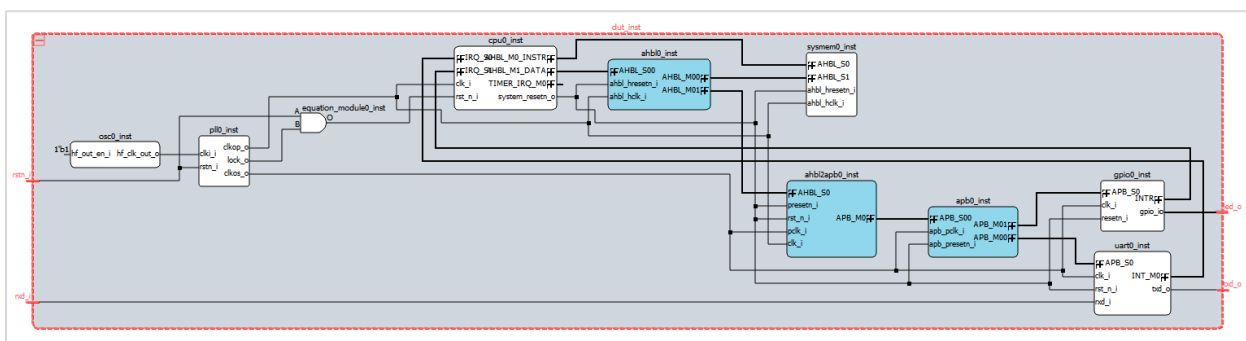 dut_inst
cpu0_inst
IRQ_S0
AHBL_M0_INSTR
IRQ_S1
AHBL_M1_DATA
clk_i
TIMER_IRQ_M0
rst_n_i
system_resetn_o
ahbl0_inst
AHBL_S00
AHBL_M00
ahbl_hresetn_i
AHBL_M01
ahbl_hclk_i
sysmem0_inst
AHBL_S0
AHBL_S1
ahbl_hresetn_i
ahbl_hclk_i
equation_module0_inst
A
B
O
osc0_inst
1'b1
hf_out_en_i
hf_clk_out_o
pll0_inst
clki_i
clkop_o
rstn_i
lock_o
clkos_o
rstn_i
ahbl2apb0_inst
AHBL_S0
presetn_i
rst_n_i
APB_M0
pclk_i
clk_i
apb0_inst
APB_S00
APB_M01
apb_pclk_i
APB_M00
apb_presetn_i
gpio0_inst
APB_S0
clk_i
INTR
resetn_i
gpio_io
led_o
uart0_inst
APB_S0
clk_i
INT_M0
rst_n_i
txd_o
rxd_i
txd_o
rxd_i